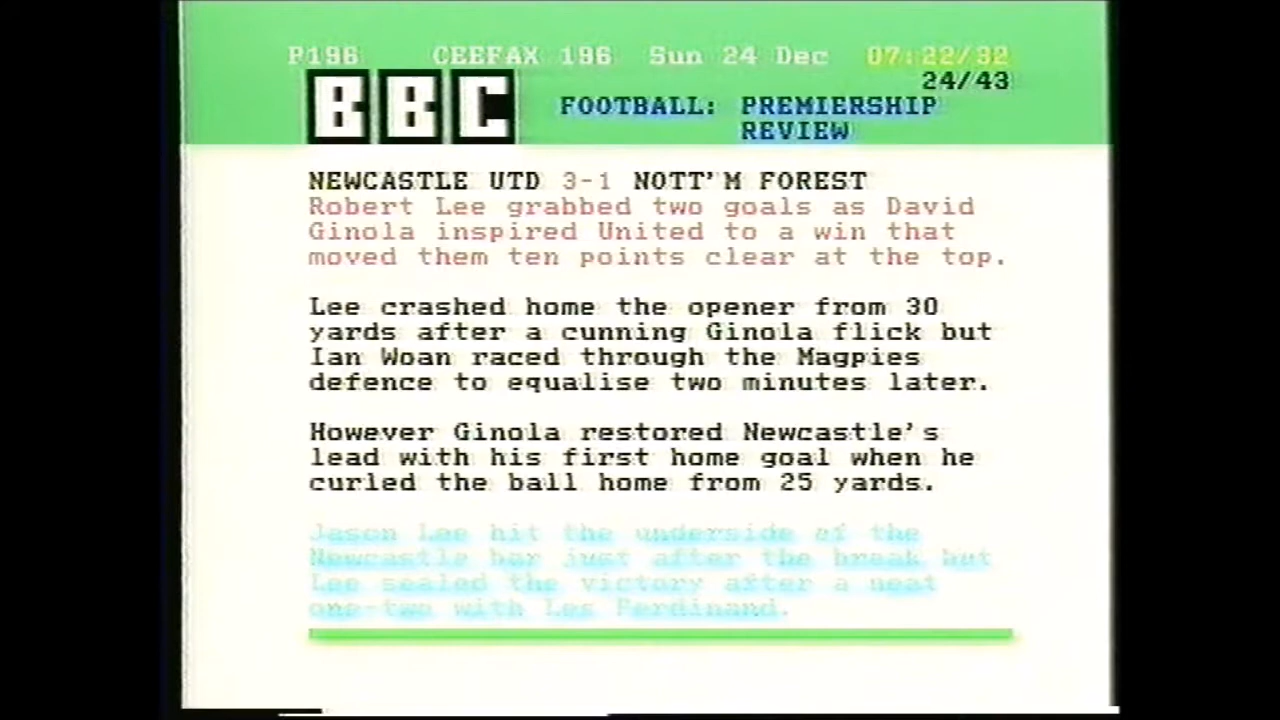 P196 CEEFAX 196 Sun 24 Dec 07:22/32
24/43
BBC FOOTBALL: PREMIERSHIP
REVIEW
NEWCASTLE UTD 3-1 NOTT'M FOREST
Robert Lee grabbed two goals as David
Ginola inspired United to a win that
moved them ten points clear at the top.
Lee crashed home the opener from 30
yards after a cunning Ginola flick but
Ian Woan raced through the Magpies
defence to equalise two minutes later.
However Ginola restored Newcastle's
lead with his first home goal when he
curled the ball home from 25 yards.
Jason Lee hit the underside of the
Newcastle bar just after the break but
Lee sealed the victory after a neat
one-two with Les Ferdinand.